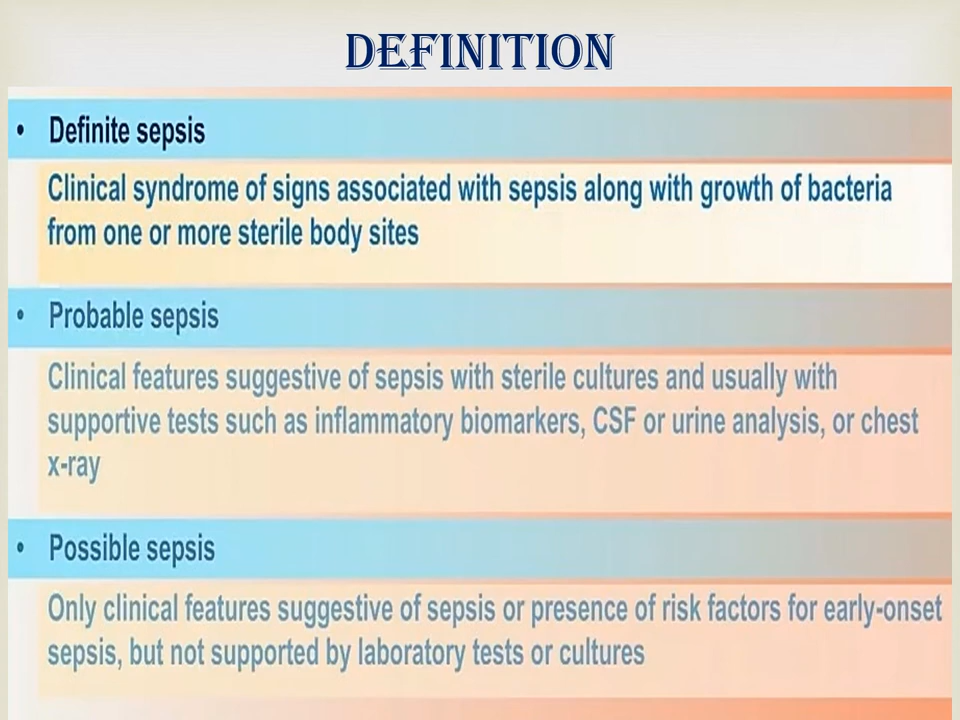 DEFINITION
• Definite sepsis
Clinical syndrome of signs associated with sepsis along with growth of bacteria
from one or more sterile body sites
• Probable sepsis
Clinical features suggestive of sepsis with sterile cultures and usually with
supportive tests such as inflammatory biomarkers, CSF or urine analysis, or chest
x-ray
• Possible sepsis
Only clinical features suggestive of sepsis or presence of risk factors for early-onset
sepsis, but not supported by laboratory tests or cultures